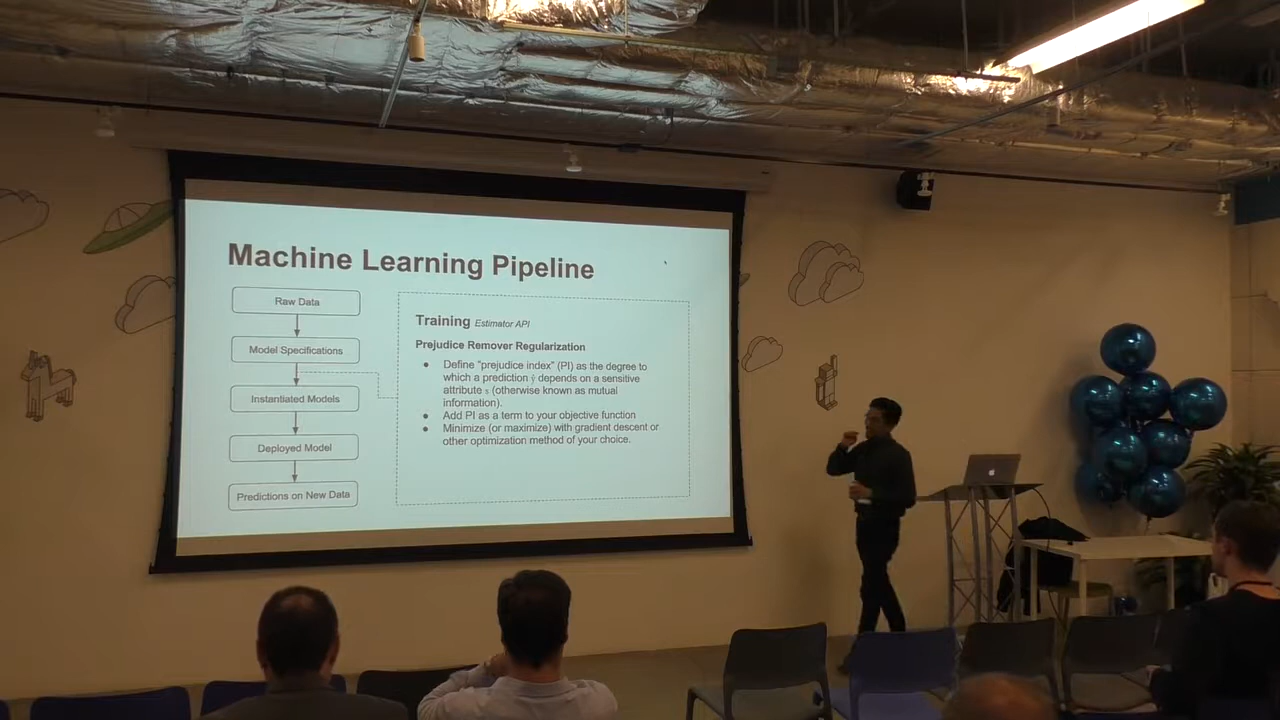 Machine Learning Pipeline
Raw Data
Model Specifications
Instantiated Models
Deployed Model
Predictions on New Data
Training Estimator API
Prejudice Remover Regularization
● Define "prejudice index" (PI) as the degree to
which a prediction ŷ depends on a sensitive
attribute s (otherwise known as mutual
information).
● Add PI as a term to your objective function
● Minimize (or maximize) with gradient descent or
other optimization method of your choice.